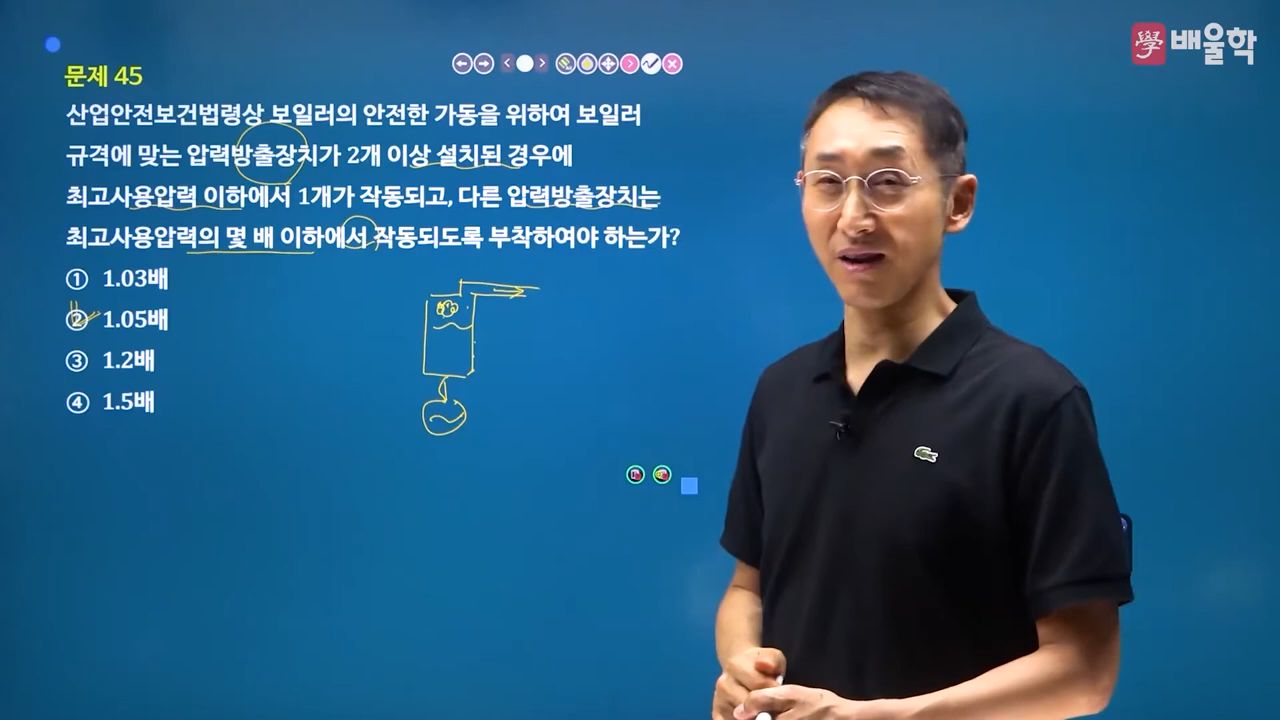 學 배울학
문제 45
산업안전보건법령상 보일러의 안전한 가동을 위하여 보일러
규격에 맞는 압력방출장치가 2개 이상 설치된 경우에
최고사용압력 이하에서 1개가 작동되고, 다른 압력방출장치는
최고사용압력의 몇 배 이하에서 작동되도록 부착하여야 하는가?
① 1.03배
② 1.05배
③ 1.2배
④ 1.5배